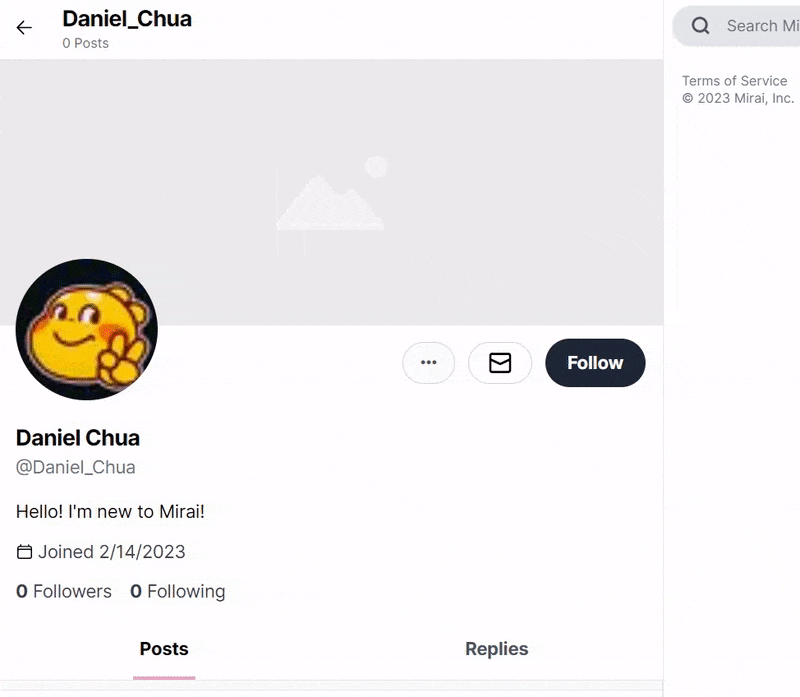 Daniel_Chua
0 Posts
Search Mi
Terms of Service
© 2023 Mirai, Inc.
Follow
Daniel Chua
@Daniel_Chua
Hello! I'm new to Mirai!
Joined 2/14/2023
0 Followers 0 Following
Posts Replies